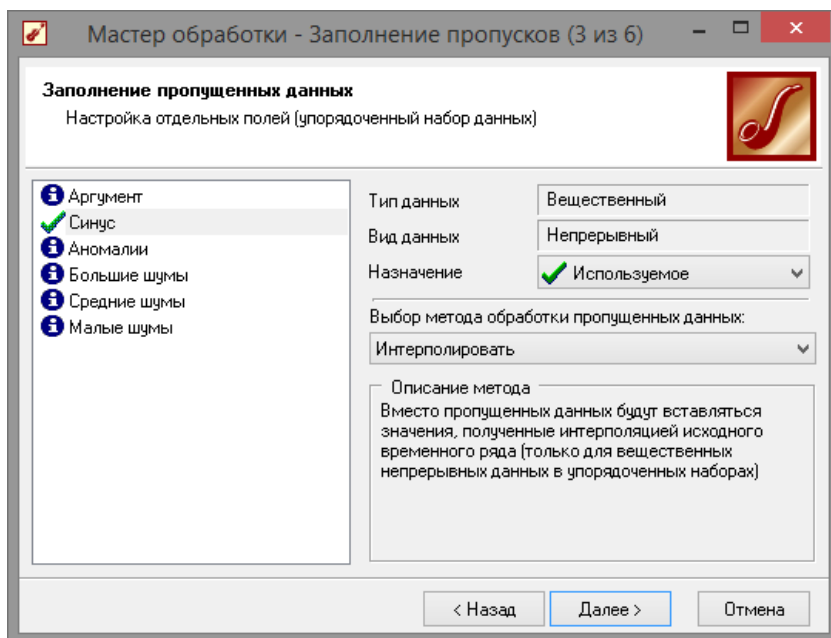 Мастер обработки - Заполнение пропусков (3 из 6)
Заполнение пропущенных данных
Настройка отдельных полей (упорядоченный набор данных)
Аргумент
Синус
Аномалии
Большие шумы
Средние шумы
Малые шумы
Тип данных
Вещественный
Вид данных
Непрерывный
Назначение
Используемое
Выбор метода обработки пропущенных данных:
Интерполировать
Описание метода
Вместо пропущенных данных будут вставляться
значения, полученные интерполяцией исходного
временного ряда (только для вещественных
непрерывных данных в упорядоченных наборах)
< Назад
Далее >
Отмена